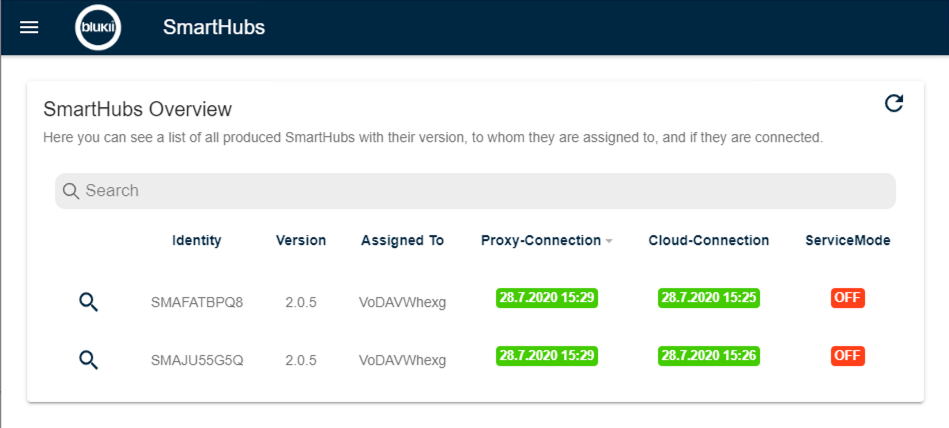 blukii
SmartHubs
SmartHubs Overview
Here you can see a list of all produced SmartHubs with their version, to whom they are assigned to, and if they are connected.
Search
Identity Version Assigned To Proxy-Connection Cloud-Connection ServiceMode
SMAFATBPQ8 2.0.5 VoDAVWhexg 28.7.2020 15:29 28.7.2020 15:25 OFF
SMAJU55G5Q 2.0.5 VoDAVWhexg 28.7.2020 15:29 28.7.2020 15:26 OFF